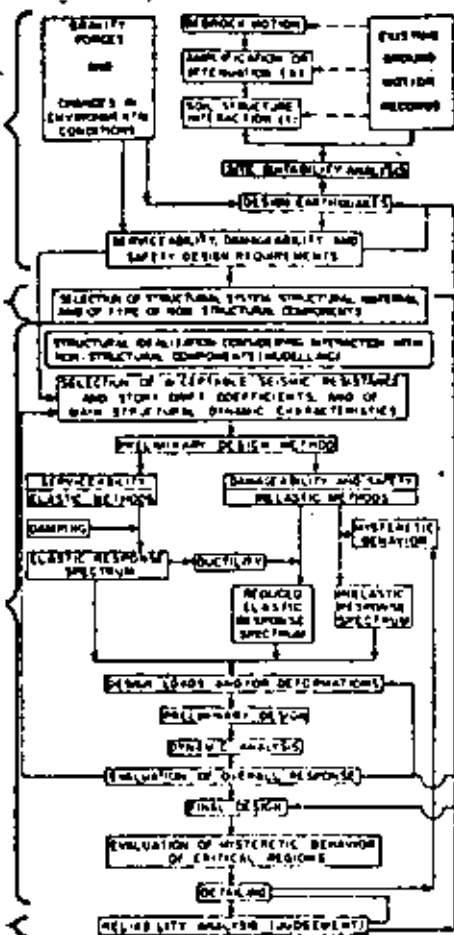 GRAVITY
FORCES
AND
CHANGES IN
ENVIRONMENTAL
CONDITIONS
BEDROCK MOTION
AMPLIFICATION OR
ATTENUATION
SOIL STRUCTURE
INTERACTION
EXISTING
GROUND
MOTION
RECORDS
SITE SUITABILITY ANALYSIS
DESIGN EARTHQUAKES
SERVICEABILITY, DAMAGEABILITY, AND
SAFETY DESIGN REQUIREMENTS
SELECTION OF STRUCTURAL SYSTEM STRUCTURAL MATERIAL
AND OF TYPE OF NON STRUCTURAL COMPONENTS
STRUCTURAL IDEALIZATION CONSIDERING INTERACTION WITH
NON-STRUCTURAL COMPONENTS (MODELLING)
SELECTION OF ACCEPTABLE SEISMIC RESISTANCE
AND STORY DRIFT COEFFICIENTS, AND OF
MAIN STRUCTURAL DYNAMIC CHARACTERISTICS
PRELIMINARY DESIGN METHOD
SERVICEABILITY
ELASTIC METHODS
DAMAGEABILITY AND SAFETY
INELASTIC METHODS
DAMPING
HYSTERETIC
BEHAVIOR
ELASTIC RESPONSE
SPECTRUM
DUCTILITY
REDUCED
ELASTIC
RESPONSE
SPECTRUM
INELASTIC
RESPONSE
SPECTRUM
DESIGN LOADS AND/OR DEFORMATIONS
PRELIMINARY DESIGN
DYNAMIC ANALYSIS
EVALUATION OF OVERALL RESPONSE
FINAL DESIGN
EVALUATION OF HYSTERETIC BEHAVIOR
OF CRITICAL REGIONS
DETAILING
RELIABILITY ANALYSIS (JUDGEMENT)